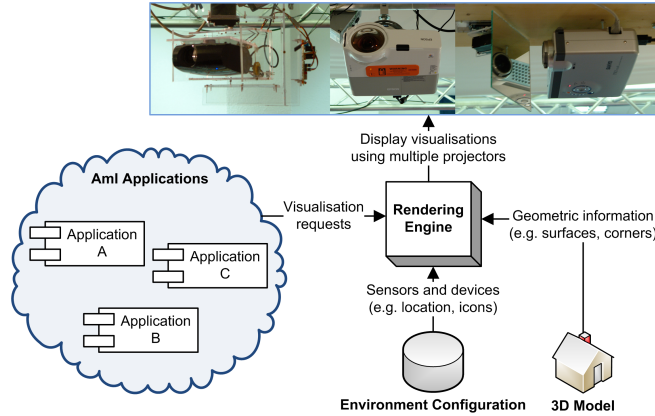 Display visualisations
using multiple projectors
AmI Applications
Application
A
Application
C
Application
B
Visualisation
requests
Rendering
Engine
Geometric information
(e.g. surfaces, corners)
Sensors and devices
(e.g. location, icons)
Environment Configuration
3D Model